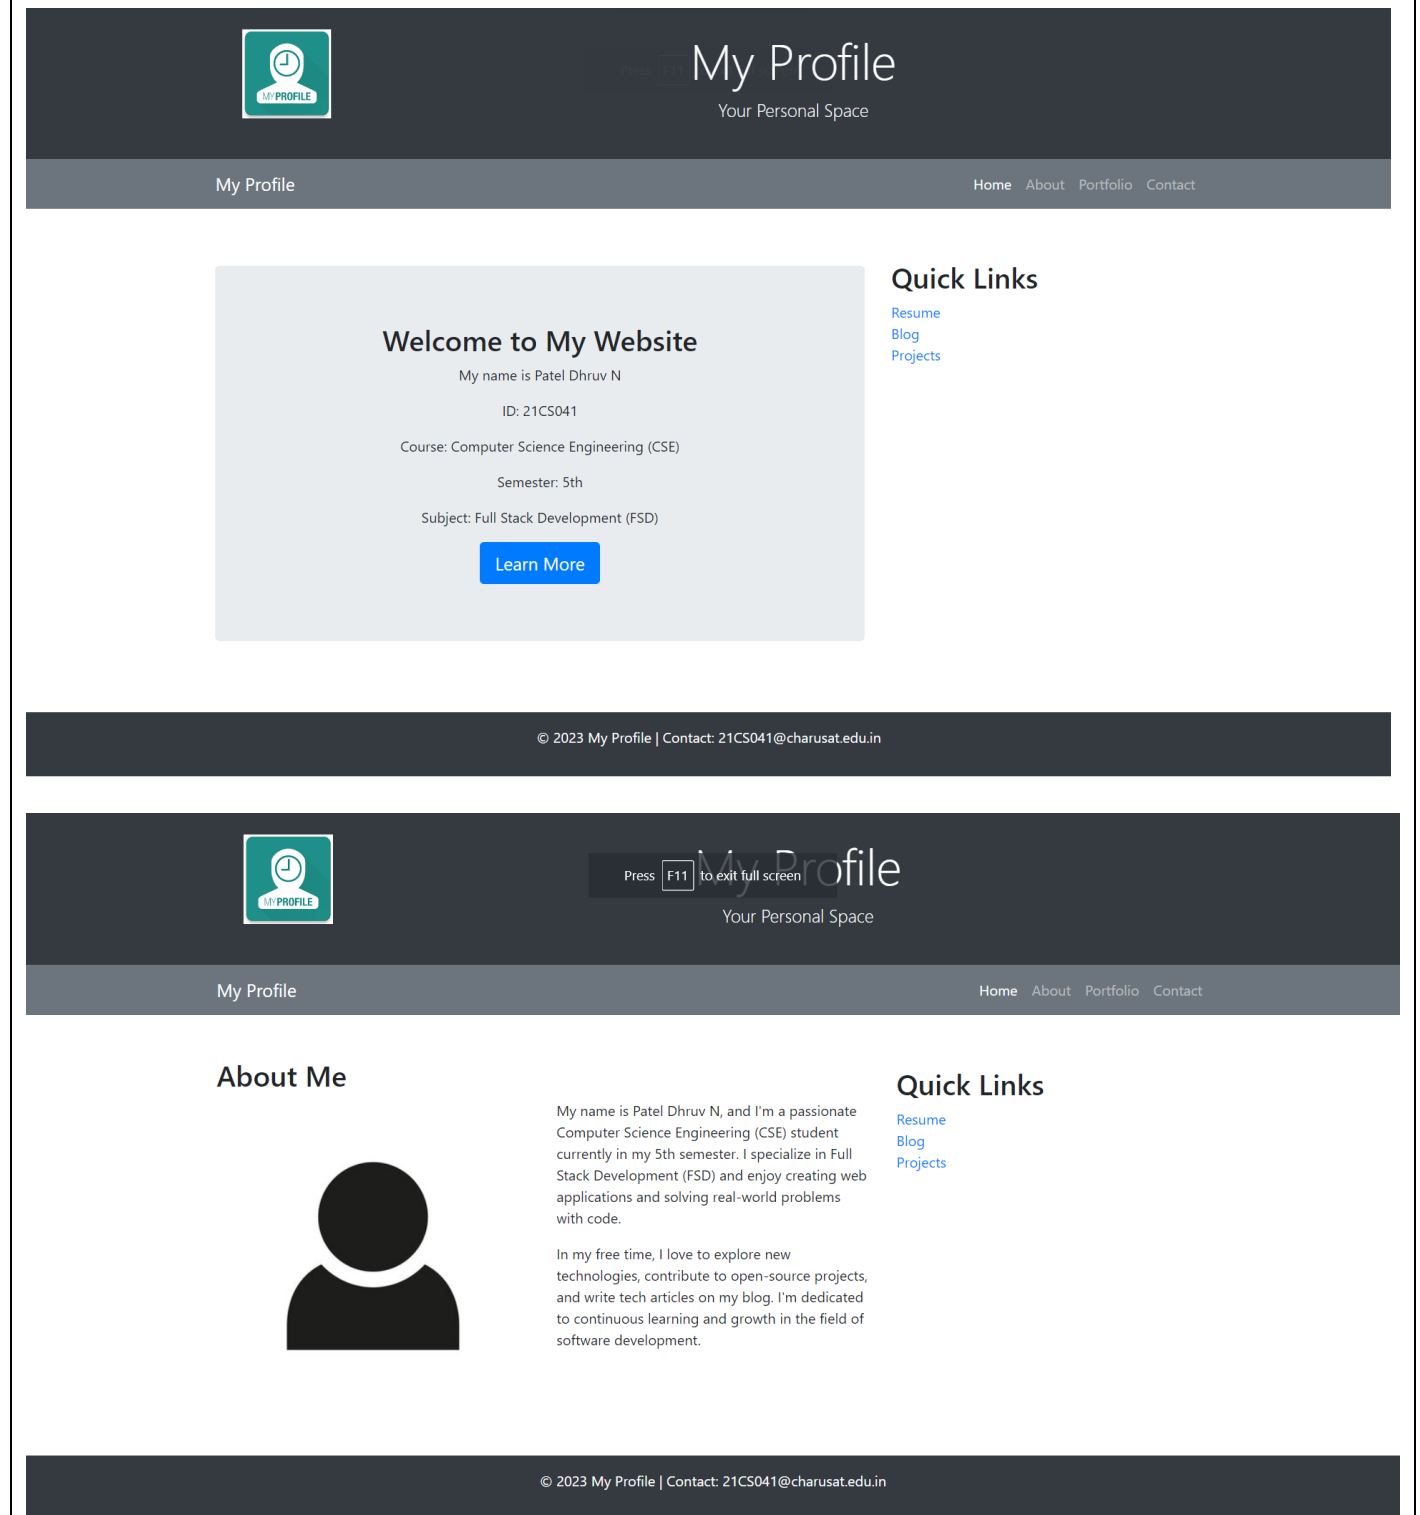 MYPROFILE
My Profile
Your Personal Space
My Profile
Home About Portfolio Contact
Welcome to My Website
My name is Patel Dhruv N
ID: 21CS041
Course: Computer Science Engineering (CSE)
Semester: 5th
Subject: Full Stack Development (FSD)
Learn More
Quick Links
Resume
Blog
Projects
© 2023 My Profile | Contact: 21CS041@charusat.edu.in
MYPROFILE
My Profile
Press F11 to exit full screen
Your Personal Space
My Profile
Home About Portfolio Contact
About Me
My name is Patel Dhruv N, and I'm a passionate
Computer Science Engineering (CSE) student
currently in my 5th semester. I specialize in Full
Stack Development (FSD) and enjoy creating web
applications and solving real-world problems
with code.
In my free time, I love to explore new
technologies, contribute to open-source projects,
and write tech articles on my blog. I'm dedicated
to continuous learning and growth in the field of
software development.
Quick Links
Resume
Blog
Projects
© 2023 My Profile | Contact: 21CS041@charusat.edu.in